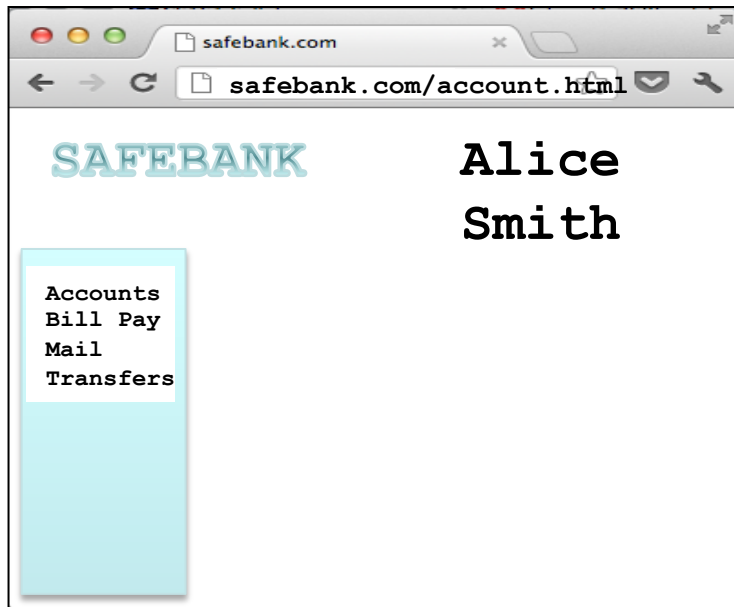 safebank.com
safebank.com/account.html
SAFEBANK
Alice
Smith
Accounts
Bill Pay
Mail
Transfers